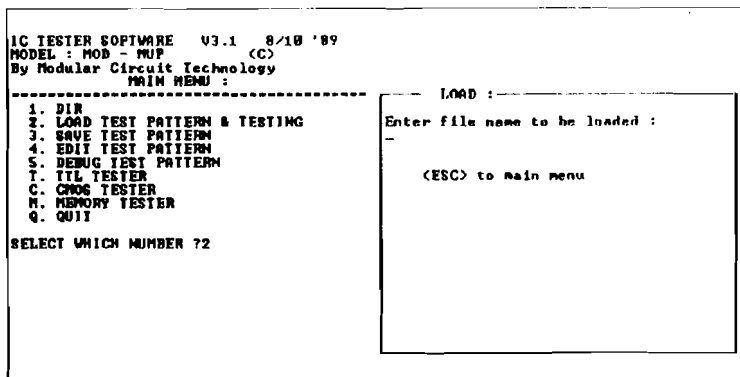 IC TESTER SOFTWARE V3.1 8/10 '89
MODEL : MOD - MUP (C)
By Modular Circuit Technology
MAIN MENU :
1. DIR
2. LOAD TEST PATTERN & TESTING
3. SAVE TEST PATTERN
4. EDIT TEST PATTERN
5. DEBUG TEST PATTERN
T. TTL TESTER
C. CMOS TESTER
M. MEMORY TESTER
Q. QUIT
SELECT WHICH NUMBER ?2
LOAD :
Enter file name to be loaded :
_
<ESC> to main menu